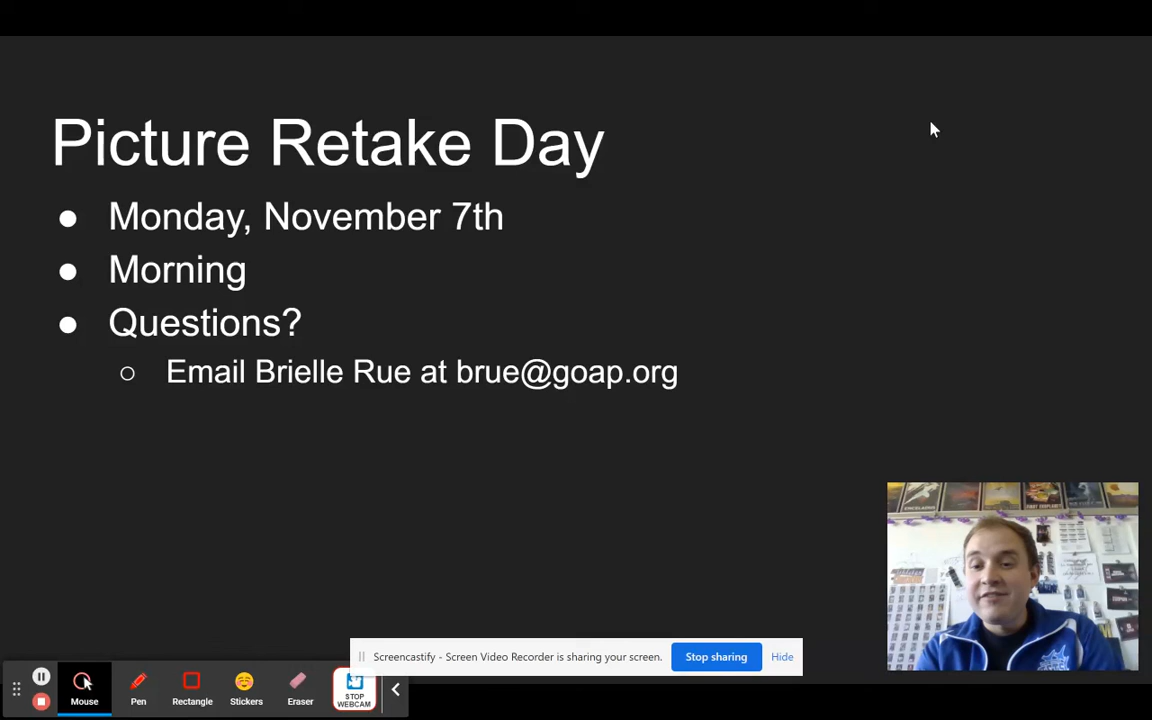 Picture Retake Day
● Monday, November 7th
● Morning
● Questions?
○ Email Brielle Rue at brue@goap.org
Screencastify - Screen Video Recorder is sharing your screen.
Stop sharing
Hide
Mouse
Pen
Rectangle
Stickers
Eraser
STOP
WEBCAM